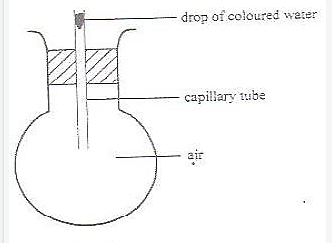 drop of coloured water
capillary tube
air